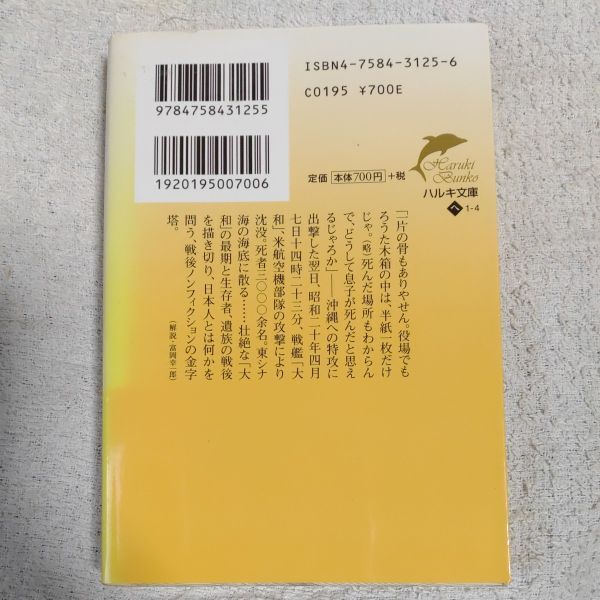 ISBN4-7584-3125-6
C0195 ¥700E
9784758431255
1920195007006
定価 本体700円 +税
Haruki
Bunko
ハルキ文庫
へ 1-4
「一片の骨もありやせん。役場でも
ろうた木箱の中は、半紙一枚だけ
じゃ。(略)死んだ場所もわからん
で、どうして息子が死んだと思え
るじゃろか」――沖縄への特攻に
出撃した翌日、昭和二十年四月
七日十四時二十三分、戦艦「大
和」、米航空機部隊の攻撃により
沈没。死者三〇〇〇余名。東シナ
海の海底に散る……壮絶な「大
和」の最期と生存者、遺族の戦後
を描き切り、日本人とは何かを
問う、戦後ノンフィクションの金字
塔。
(解説・富岡幸一郎)